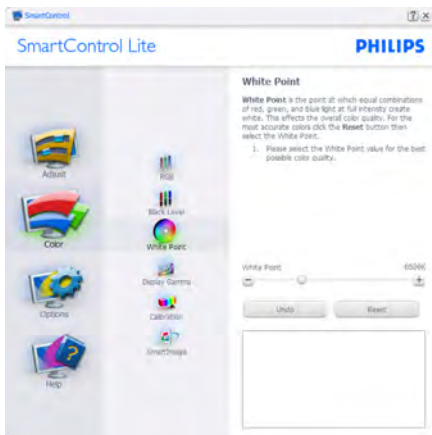 SmartControl
SmartControl Lite
PHILIPS
Adjust
Color
Options
Help
RGB
Black Level
White Point
Display Gamma
Calibration
SmartImage
White Point
White Point is the point at which equal combinations
of red, green, and blue light at full intensity create
white. This effects the overall color quality. For the
most accurate colors click the Reset button then
select the White Point.
1. Please select the White Point value for the best
possible color quality.
White Point 6500K
Undo Reset